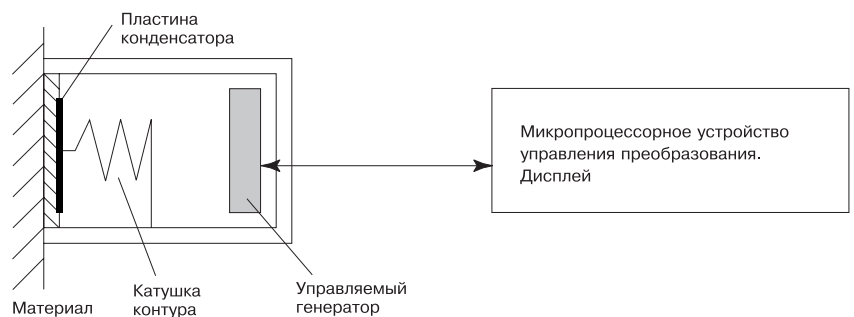 Пластина
конденсатора
Микропроцессорное устройство
управления преобразования.
Дисплей
Материал
Катушка
контура
Управляемый
генератор